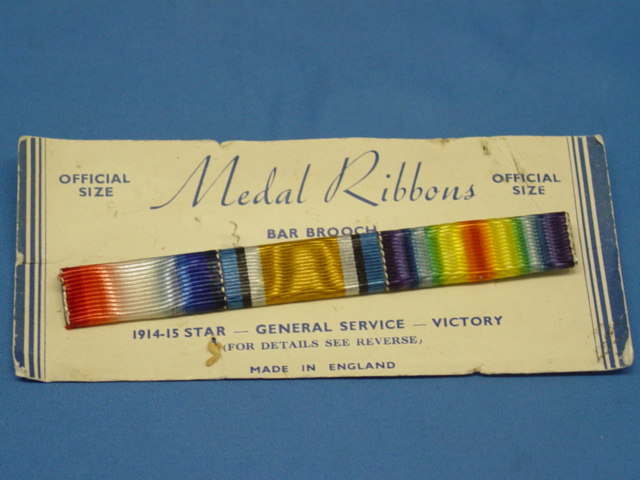 OFFICIAL SIZE Medal Ribbons OFFICIAL SIZE
BAR BROOCH
1914-15 STAR — GENERAL SERVICE — VICTORY
(FOR DETAILS SEE REVERSE)
MADE IN ENGLAND